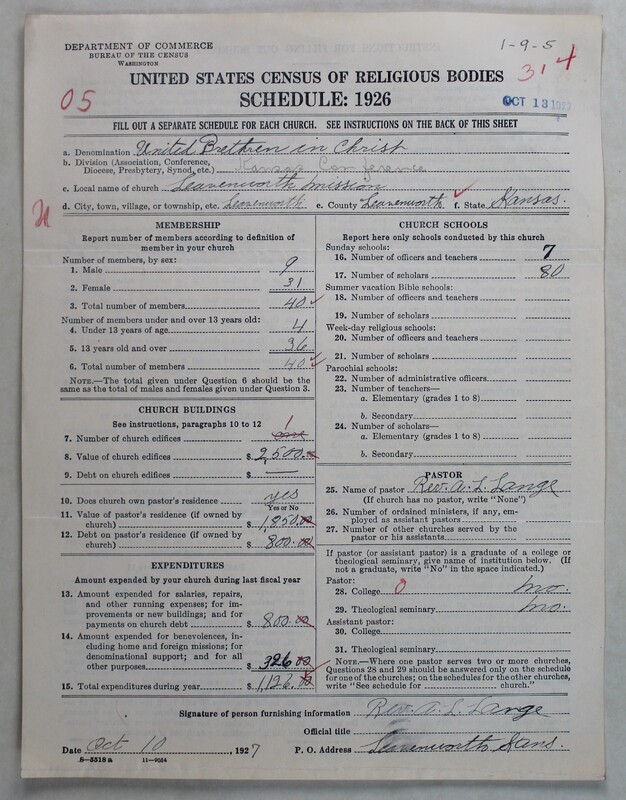 DEPARTMENT OF COMMERCE
BUREAU OF THE CENSUS
WASHINGTON
1-9-5
314
UNITED STATES CENSUS OF RELIGIOUS BODIES
SCHEDULE: 1926
05
OCT 13 192
FILL OUT A SEPARATE SCHEDULE FOR EACH CHURCH. SEE INSTRUCTIONS ON THE BACK OF THIS SHEET
a. Denomination United Brethren in Christ
b. Division (Association, Conference, Diocese, Presbytery, Synod, etc.) Kansas Conference
c. Local name of church Leavenworth mission
d. City, town, village, or township, etc. Leavenworth e. County Leavenworth f. State Kansas.
MEMBERSHIP
Report number of members according to definition of
member in your church
Number of members, by sex:
1. Male 9
2. Female 31
3. Total number of members 40
Number of members under and over 13 years old:
4. Under 13 years of age 4
5. 13 years old and over 36
6. Total number of members 40
NOTE.—The total given under Question 6 should be
same as the total of males and females given under Question 3.
CHURCH BUILDINGS
See instructions, paragraphs 10 to 12 1
7. Number of church edifices one
8. Value of church edifices $ 2,500.00
9. Debt on church edifices $ —
10. Does church own pastor's residence yes
Yes or No
11. Value of pastor's residence (if owned by
church) $ 1,850.00
12. Debt on pastor's residence (if owned by
church) $ 800.00
EXPENDITURES
Amount expended by your church during last fiscal year
13. Amount expended for salaries, repairs,
and other running expenses; for im-
provements or new buildings; and for
payments on church debt $ 800.00
14. Amount expended for benevolences,
including home and foreign missions; for
denominational support; and for all
other purposes $ 326.00
15. Total expenditures during year $ 1,126.00
CHURCH SCHOOLS
Report here only schools conducted by this church
Sunday schools:
16. Number of officers and teachers 7
17. Number of scholars 80
Summer vacation Bible schools:
18. Number of officers and teachers
19. Number of scholars
Week-day religious schools:
20. Number of officers and teachers
21. Number of scholars
Parochial schools:
22. Number of administrative officers
23. Number of teachers—
a. Elementary (grades 1 to 8)
b. Secondary
24. Number of scholars—
a. Elementary (grades 1 to 8)
b. Secondary
PASTOR
25. Name of pastor Rev. A. L. Lange
(If church has no pastor, write "None")
26. Number of ordained ministers, if any, em-
ployed as assistant pastors
27. Number of other churches served by the
pastor or his assistants
If pastor (or assistant pastor) is a graduate of a college or
theological seminary, give name of institution below. (If
not a graduate, write "No" in the space indicated.)
Pastor:
28. College 0 no.
29. Theological seminary no.
Assistant pastor:
30. College
31. Theological seminary
NOTE.—Where one pastor serves two or more churches,
Questions 28 and 29 should be answered only on the schedule
for one of the churches; on the schedules for the other churches,
write "See schedule for church."
Signature of person furnishing information Rev. A. L. Lange
Official title
Date Oct 10, 1927 P. O. Address Leavenworth Kans.
8-5518a 11-9054